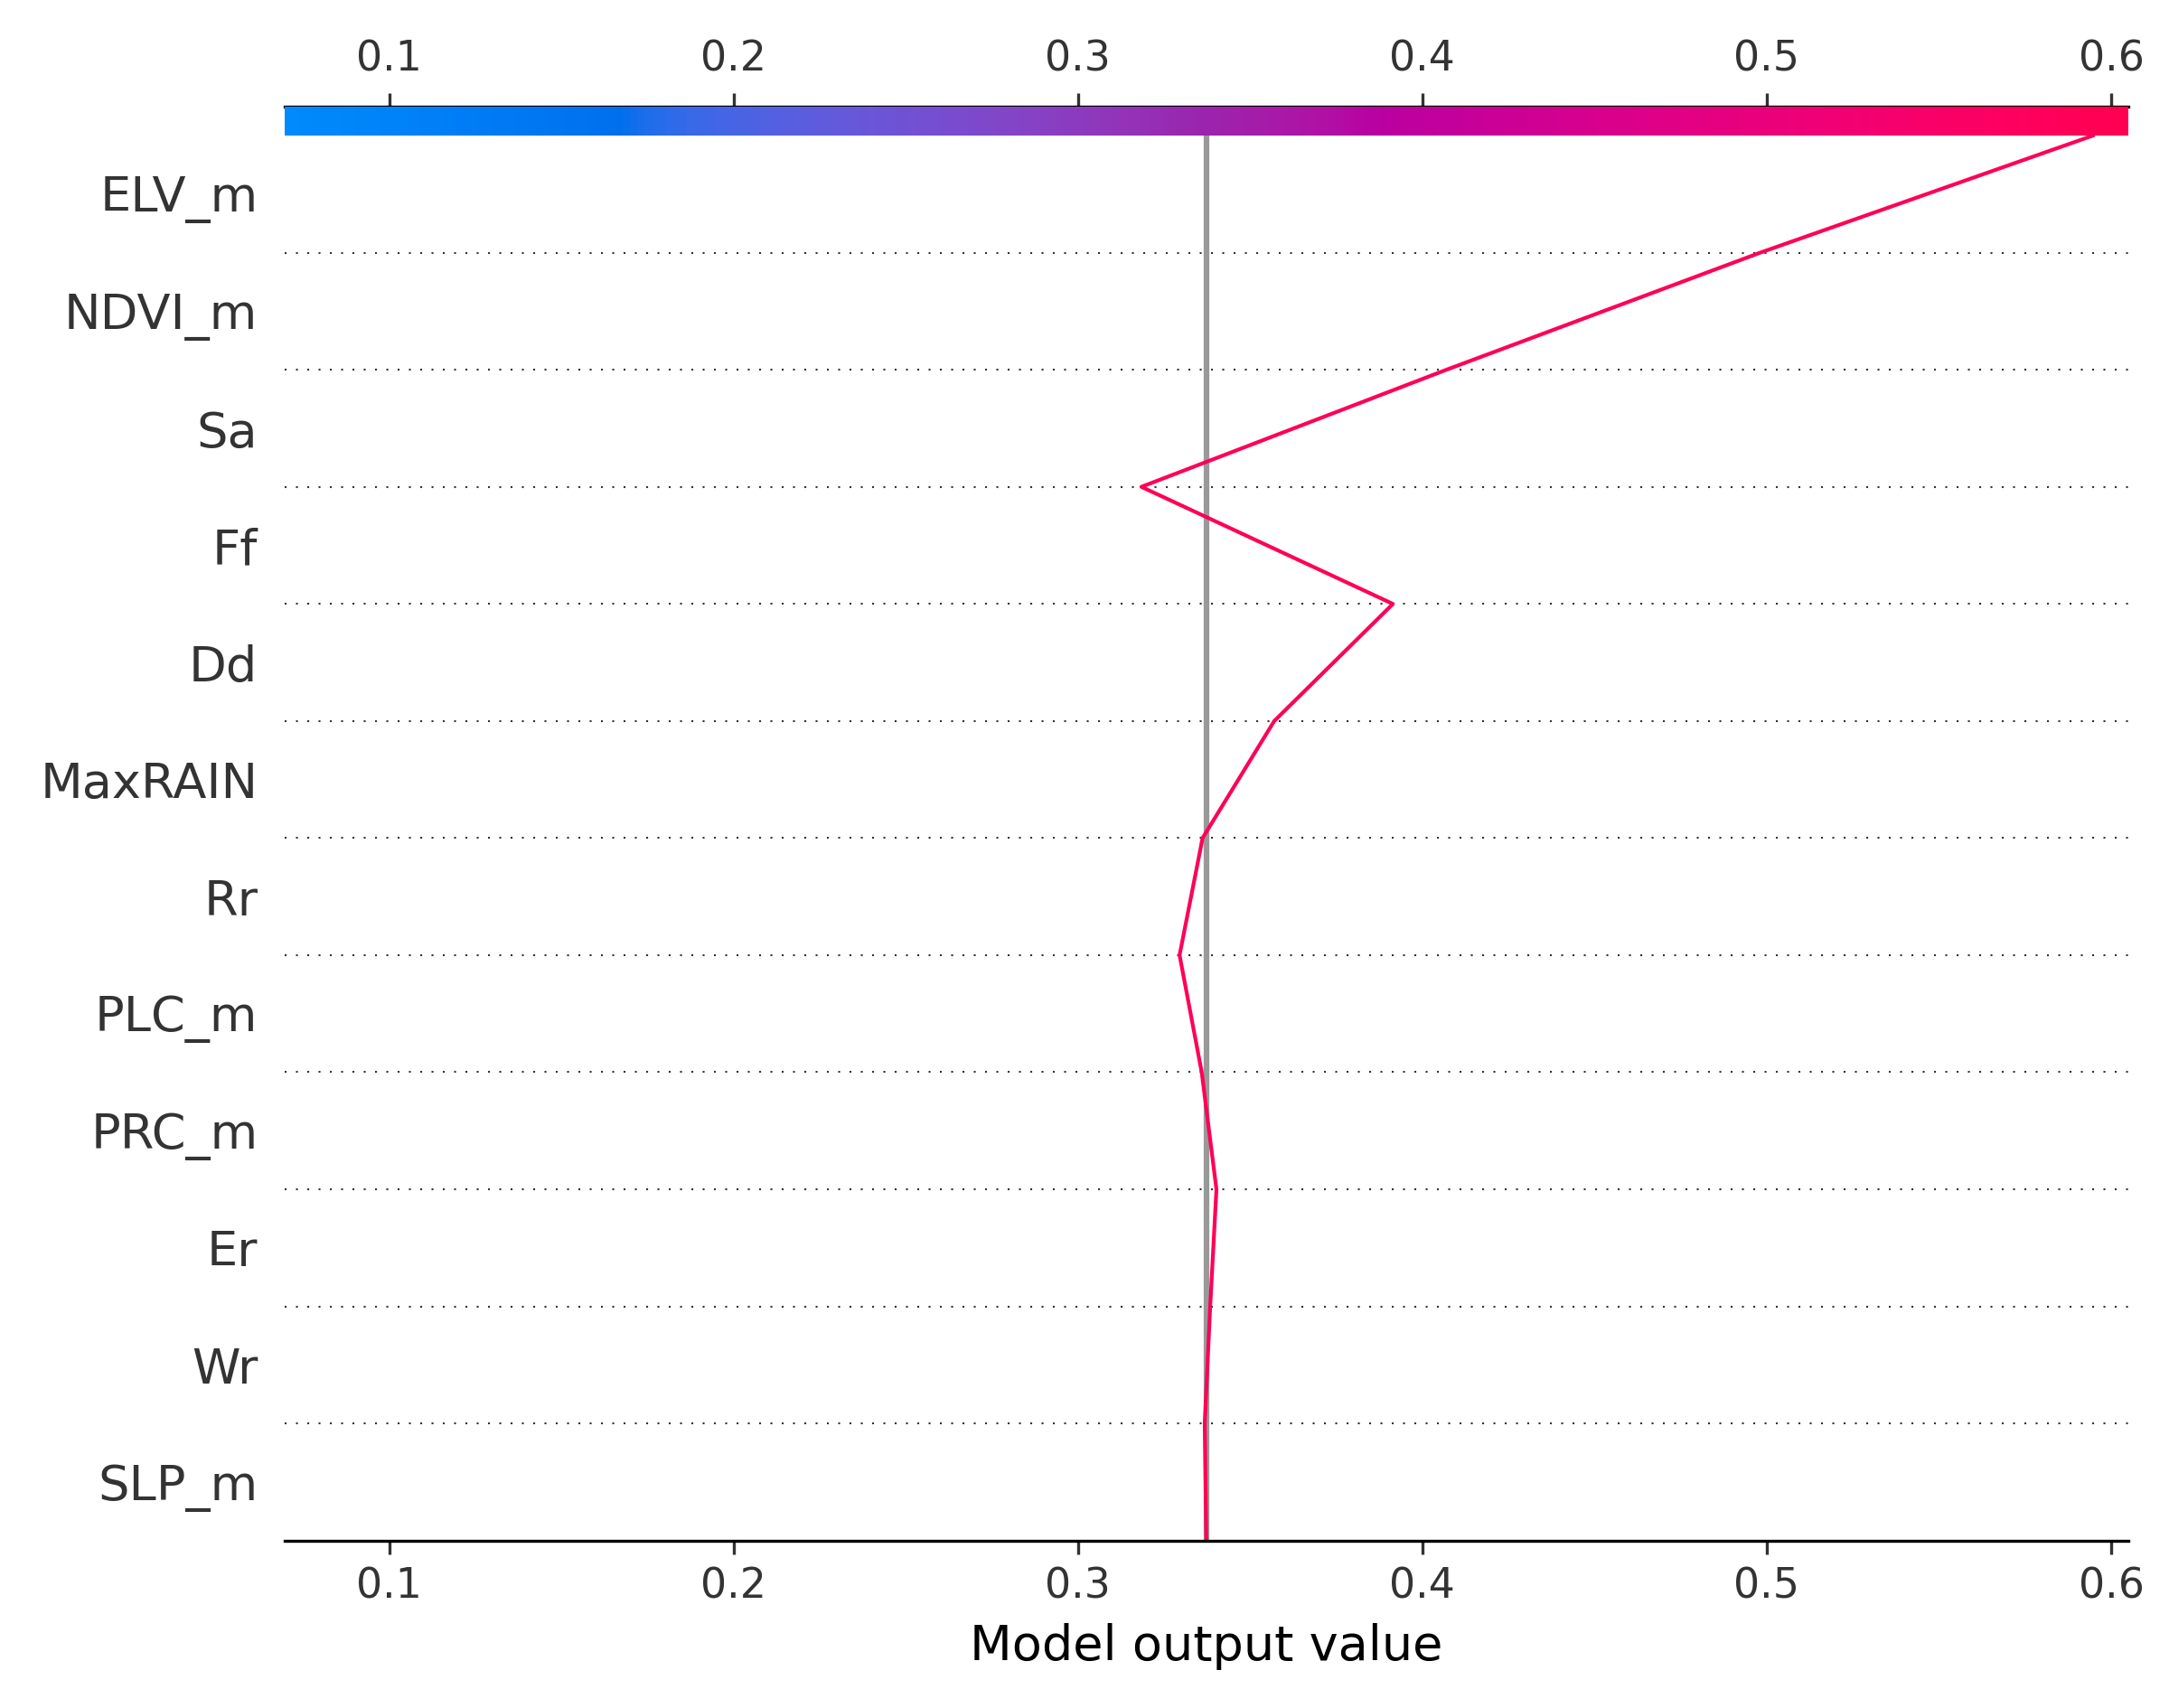 0.1 0.2 0.3 0.4 0.5 0.6
ELV_m
NDVI_m
Sa
Ff
Dd
MaxRAIN
Rr
PLC_m
PRC_m
Er
Wr
SLP_m
0.1 0.2 0.3 0.4 0.5 0.6
Model output value